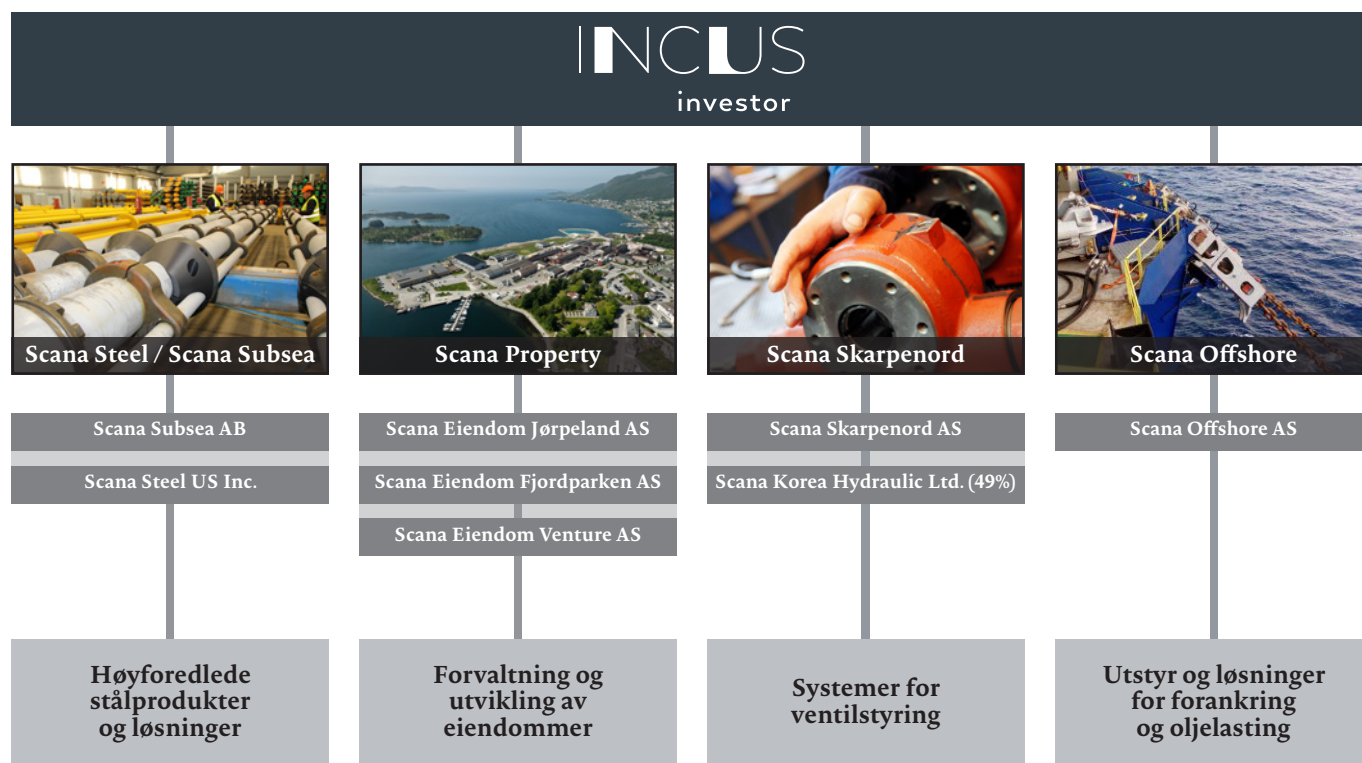 INCUS
investor
Scana Steel / Scana Subsea
Scana Property
Scana Skarpenord
Scana Offshore
Scana Subsea AB
Scana Steel US Inc.
Scana Eiendom Jørpeland AS
Scana Eiendom Fjordparken AS
Scana Eiendom Venture AS
Scana Skarpenord AS
Scana Korea Hydraulic Ltd. (49%)
Scana Offshore AS
Høyforedlede
stålprodukter
og løsninger
Forvaltning og
utvikling av
eiendommer
Systemer for
ventilstyring
Utstyr og løsninger
for forankring
og oljelasting